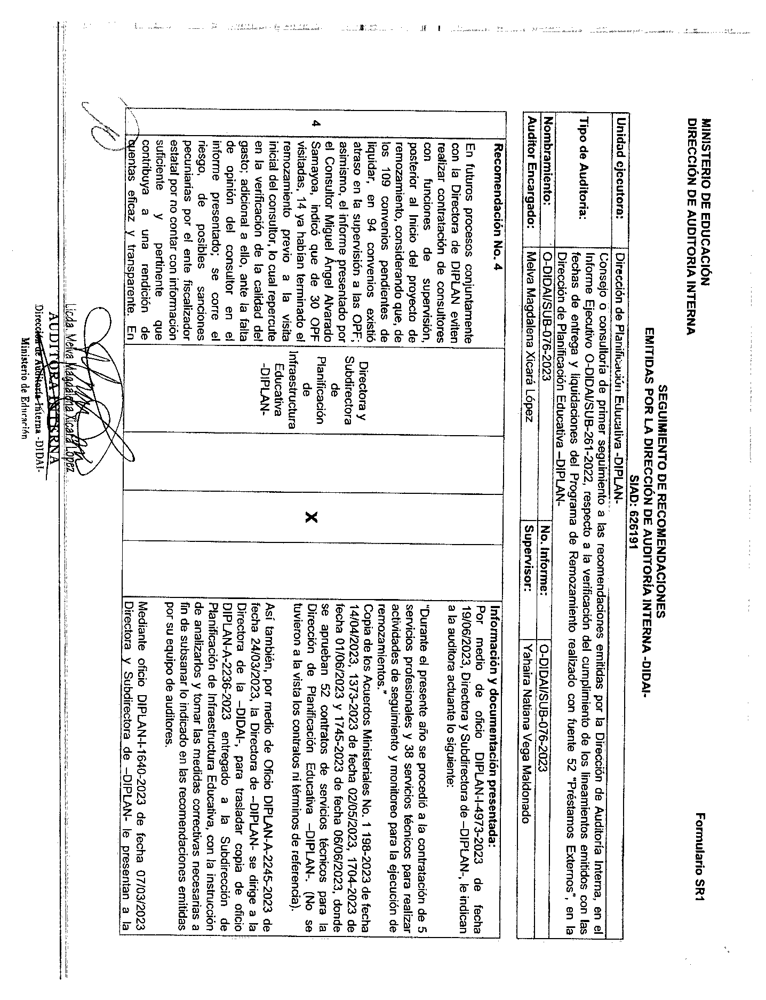 MINISTERIO DE EDUCACIÓN
DIRECCIÓN DE AUDITORIA INTERNA
Formulario SR1
SEGUIMIENTO DE RECOMENDACIONES
EMITIDAS POR LA DIRECCIÓN DE AUDITORÍA INTERNA -DIDAI-
SIAD: 626191
Unidad ejecutora:
Dirección de Planificación Educativa -DIPLAN-
Tipo de Auditoria:
Consejo o consultoria de primer seguimiento a las recomendaciones emitidas por la Dirección de Auditoría Interna, en el
Informe Ejecutivo O-DIDAI/SUB-261-2022, respecto a la verificación del cumplimiento de los lineamientos emitidos con las
fechas de entrega y liquidaciones del Programa de Remozamiento realizado con fuente 52 “Préstamos Externos”, en la
Dirección de Planificación Educativa –DIPLAN-
Nombramiento:
O-DIDAI/SUB-076-2023
No. Informe:
O-DIDAI/SUB-076-2023
Auditor Encargado:
Melva Magdalena Xicará López
Supervisor:
Yahaira Natiana Vega Maldonado
4
Recomendación No. 4
En futuros procesos conjuntamente
con la Directora de DIPLAN eviten
realizar contratación de consultores
con funciones de supervisión,
posterior al Inicio del proyecto de
remozamiento, considerando que, de
los 109 convenios pendientes de
liquidar, en 94 convenios existió
atraso en la supervisión a las OPF;
asimismo, el informe presentado por
el Consultor Miguel Ángel Alvarado
Samayoa, indicó que de 30 OPF
visitadas, 14 ya habían terminado el
remozamiento previo a la visita
inicial del consultor, lo cual repercute
en la verificación de la calidad del
gasto; adicional a ello, ante la falta
de opinión del consultor en el
informe presentado; se corre el
riesgo, de posibles sanciones
pecuniarias por el ente fiscalizador
estatal por no contar con información
suficiente y pertinente que
contribuya a una rendición de
cuentas eficaz y transparente. En
Directora y
Subdirectora
de
Planificación
de
Infraestructura
Educativa
-DIPLAN-
X
Información y documentación presentada:
Por medio de oficio DIPLAN-I-4973-2023 de fecha
19/06/2023, Directora y Subdirectora de –DIPLAN-, le indican
a la auditora actuante lo siguiente:
“Durante el presente año se procedió a la contratación de 5
servicios profesionales y 38 servicios técnicos para realizar
actividades de seguimiento y monitoreo para la ejecución de
remozamientos.”
Copia de los Acuerdos Ministeriales No. 1 198-2023 de fecha
14/04/2023, 1373-2023 de fecha 02/05/2023, 1704-2023 de
fecha 01/06/2023 y 1745-2023 de fecha 06/06/2023, donde
se aprueban 52 contratos de servicios técnicos para la
Dirección de Planificación Educativa –DIPLAN-. (No se
tuvieron a la vista los contratos ni términos de referencia).
Así también, por medio de Oficio DIPLAN-A-2245-2023 de
fecha 24/03/2023, la Directora de –DIPLAN- se dirige a la
Directora de la –DIDAI-, para trasladar copia de oficio
DIPLAN-A-2236-2023 entregado a la Subdirección de
Planificación de Infraestructura Educativa, con la instrucción
de analizarlos y tomar las medidas correctivas necesarias a
fin de subsanar lo indicado en las recomendaciones emitidas
por su equipo de auditores.
Mediante oficio DIPLAN-I-1640-2023 de fecha 07/03/2023
Directora y Subdirectora de –DIPLAN- le presentan a la
Licda. Melva Magdalena Xicará López
AUDITORA INTERNA
Dirección de Auditoría Interna -DIDAI-
Ministerio de Educación